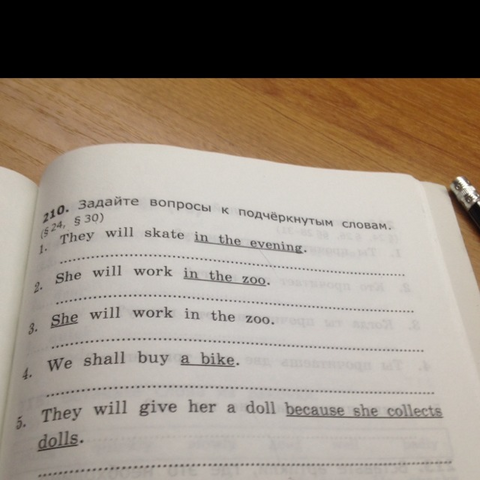 210. Задайте вопросы к подчёркнутым словам.
(§ 24, § 30)
1. They will skate in the evening.
2. She will work in the zoo.
3. She will work in the zoo.
4. We shall buy a bike.
5. They will give her a doll because she collects
dolls.